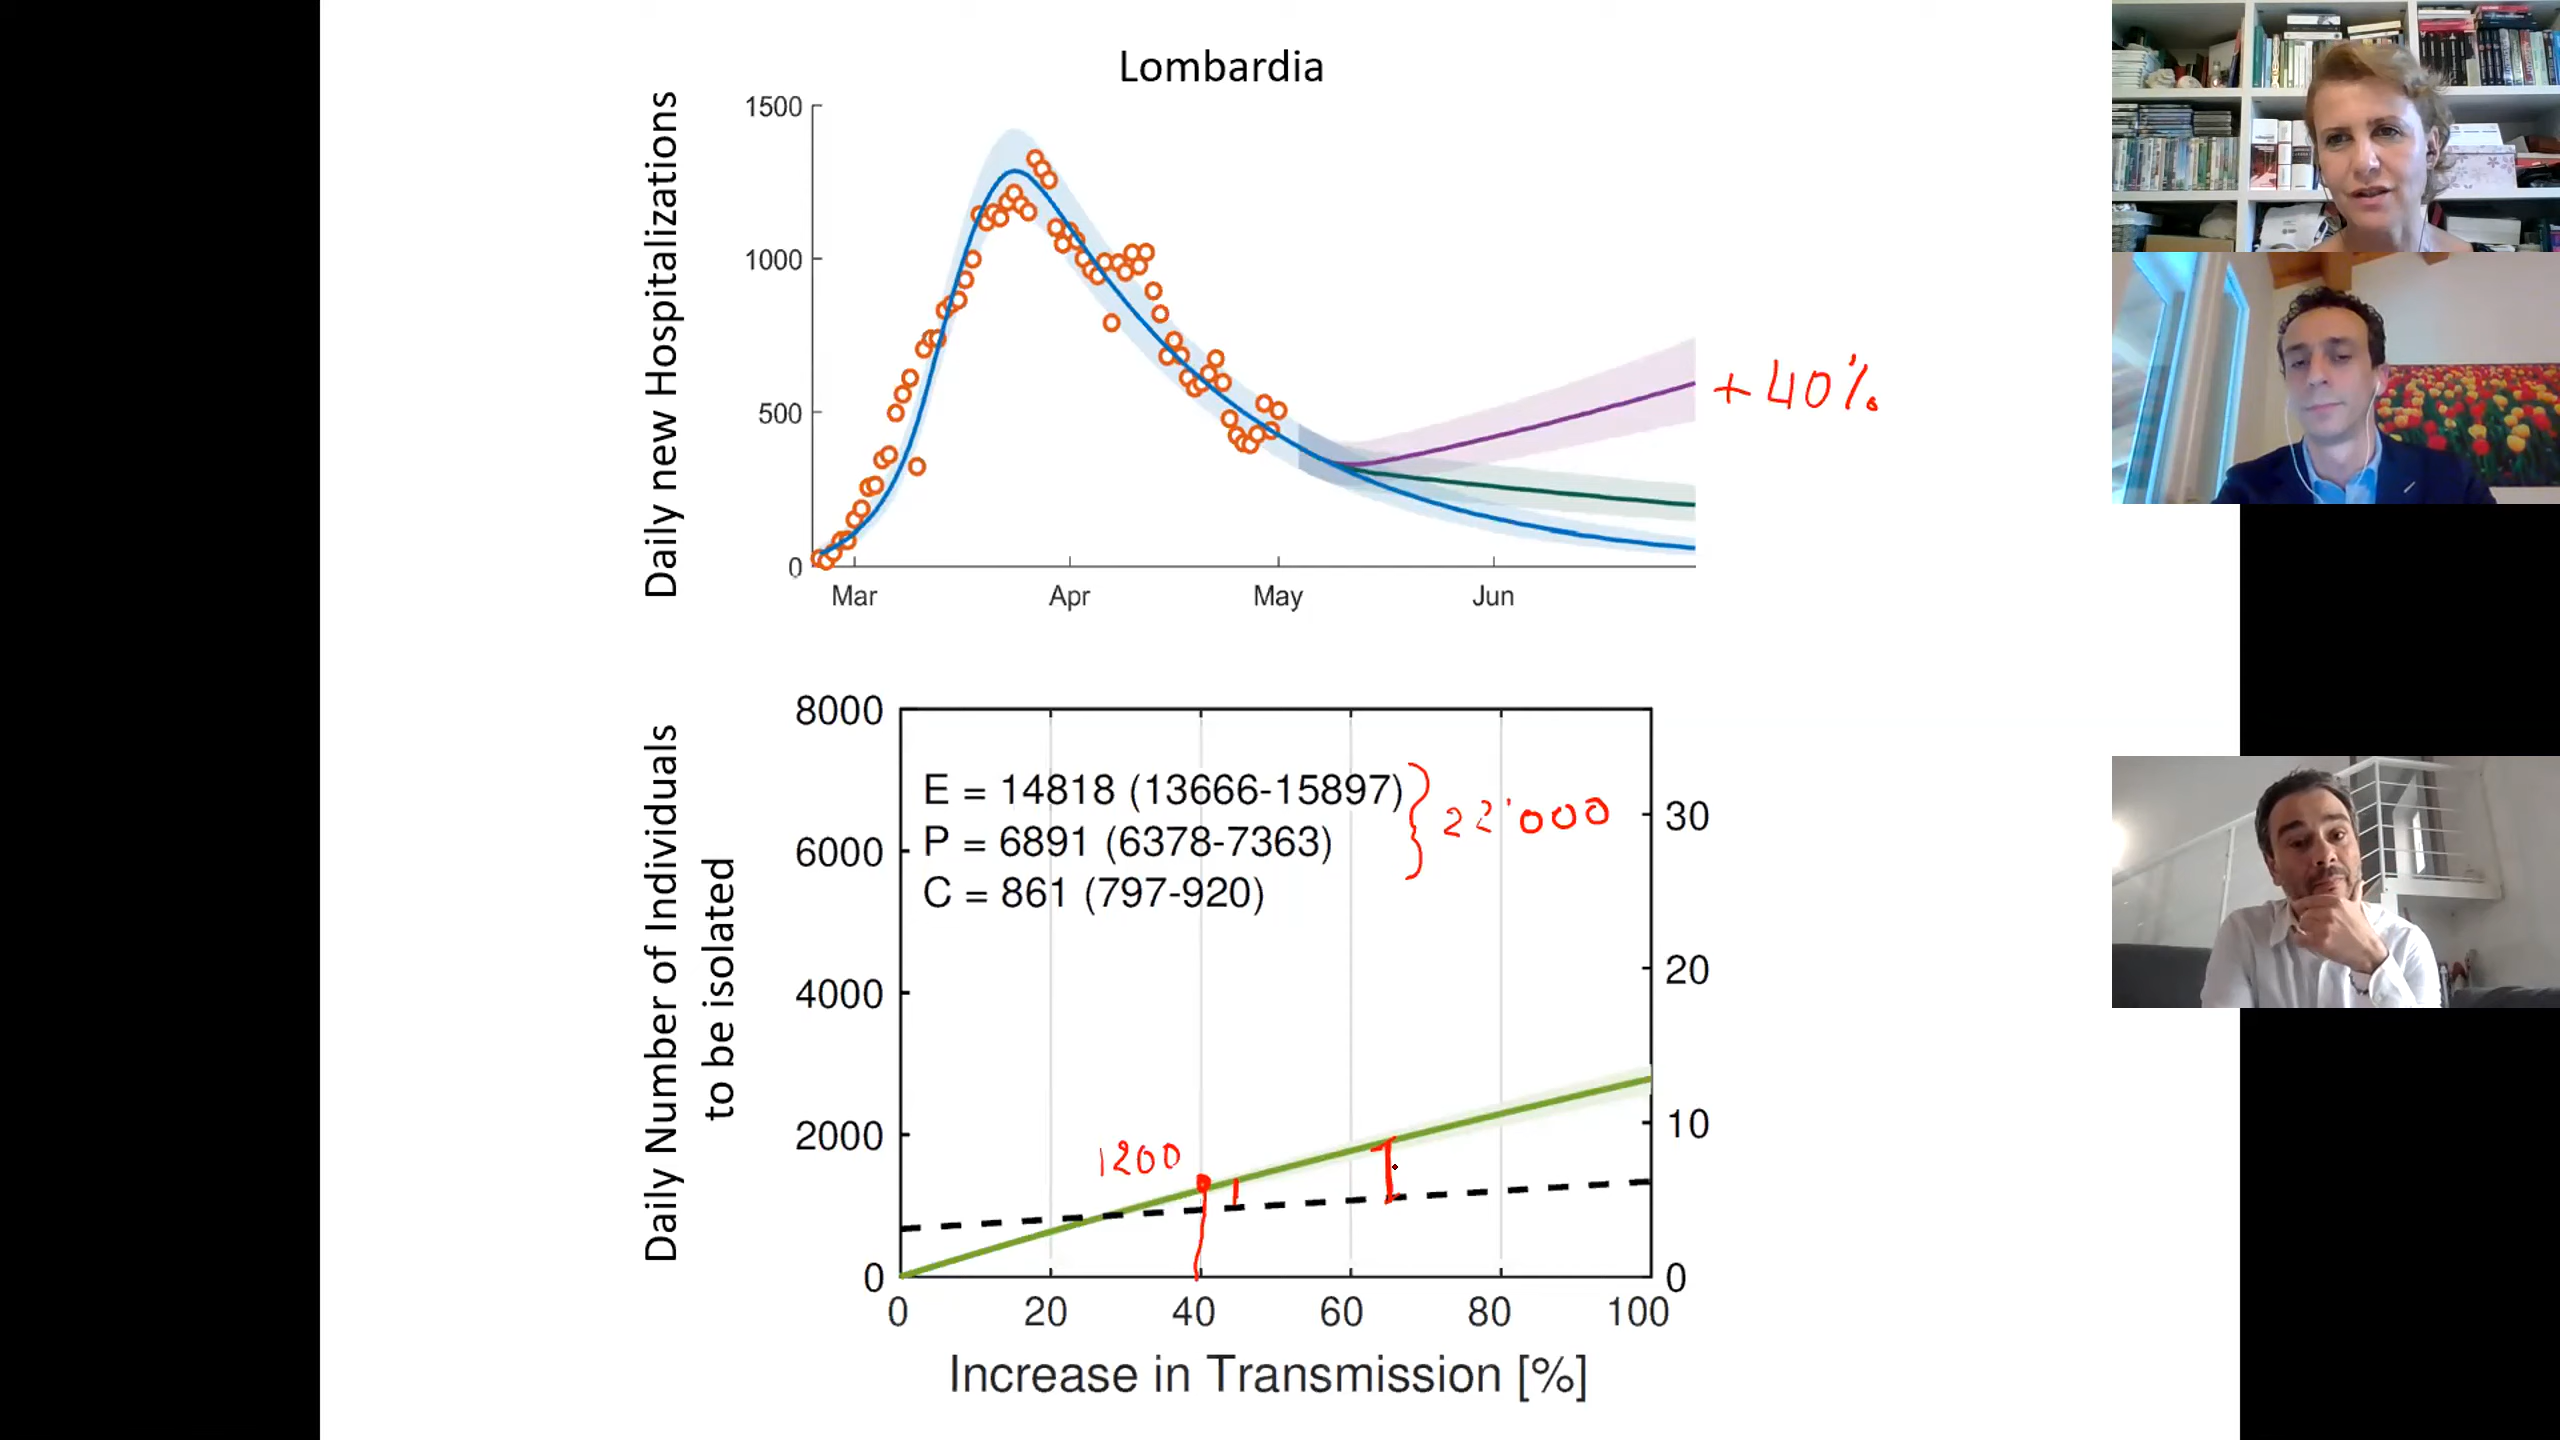 Lombardia
Daily new Hospitalizations
1500
1000
500
0
Mar Apr May Jun
+40%
Daily Number of Individuals
to be isolated
8000
6000
4000
2000
0
E = 14818 (13666-15897)
P = 6891 (6378-7363)
C = 861 (797-920)
22'000
1200
30
20
10
0
0 20 40 60 80 100
Increase in Transmission [%]